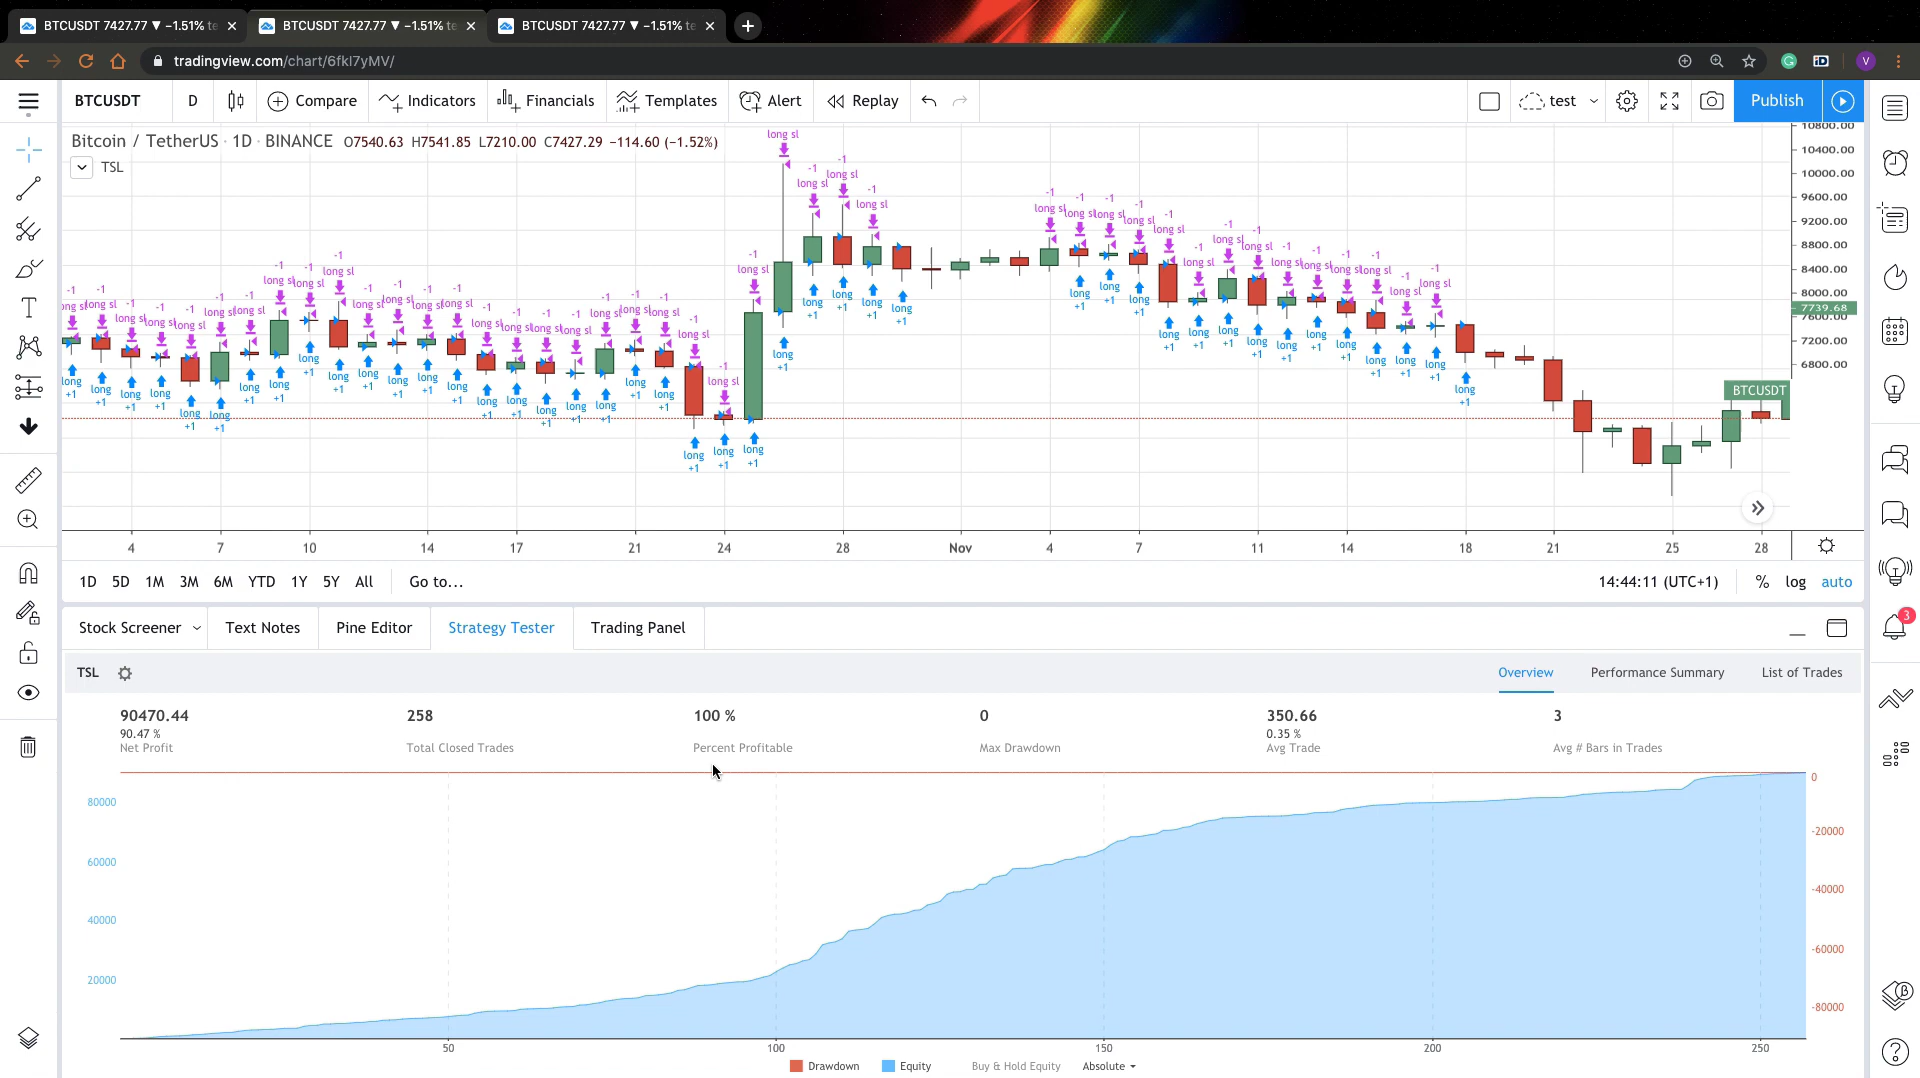 BTCUSDT 7427.77 ▼ −1.51% te
BTCUSDT 7427.77 ▼ −1.51% te
BTCUSDT 7427.77 ▼ −1.51% te
tradingview.com/chart/6fkI7yMV/
V
BTCUSDT D Compare Indicators Financials Templates Alert Replay test Publish
Bitcoin / TetherUS · 1D · BINANCE O7540.63 H7541.85 L7210.00 C7427.29 −114.60 (−1.52%)
TSL
long sl
-1
long sl
long
+1
10800.00
10400.00
10000.00
9600.00
9200.00
8800.00
8400.00
8000.00
7739.68
7600.00
7200.00
6800.00
BTCUSDT
4 7 10 14 17 21 24 28 Nov 4 7 11 14 18 21 25 28
1D 5D 1M 3M 6M YTD 1Y 5Y All Go to... 14:44:11 (UTC+1) % log auto
Stock Screener Text Notes Pine Editor Strategy Tester Trading Panel
3
TSL Overview Performance Summary List of Trades
90470.44 258 100 % 0 350.66 3
90.47 % 0.35 %
Net Profit Total Closed Trades Percent Profitable Max Drawdown Avg Trade Avg # Bars in Trades
80000
60000
40000
20000
0
-20000
-40000
-60000
-80000
50 100 150 200 250
Drawdown Equity Buy & Hold Equity Absolute